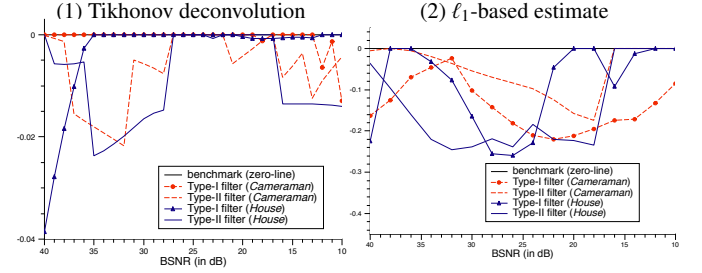 (1) Tikhonov deconvolution
(2) ℓ1-based estimate
0
-0.02
-0.04
benchmark (zero-line)
Type-I filter (Cameraman)
Type-II filter (Cameraman)
Type-I filter (House)
Type-II filter (House)
40 35 30 25 20 15 10
BSNR (in dB)
0
-0.1
-0.2
-0.3
-0.4
benchmark (zero-line)
Type-I filter (Cameraman)
Type-II filter (Cameraman)
Type-I filter (House)
Type-II filter (House)
40 35 30 25 20 15 10
BSNR (in dB)